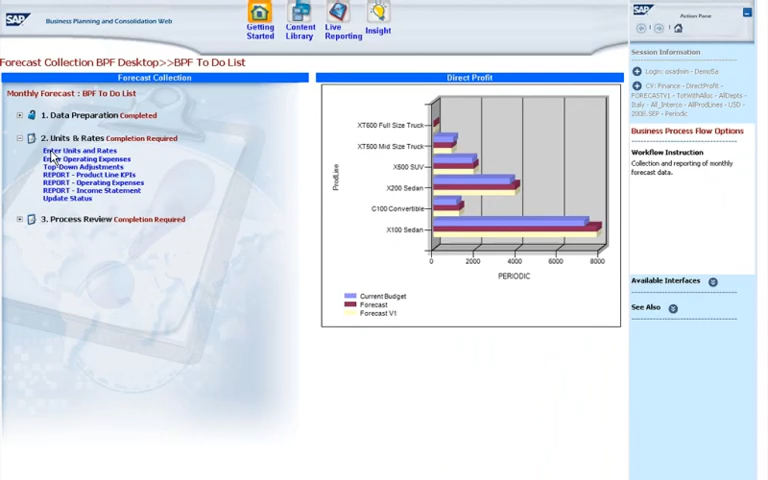 SAP
Business Planning and Consolidation Web
Getting Started
Content Library
Live Reporting
Insight
SAP
Action Pane
Forecast Collection BPF Desktop>>BPF To Do List
Forecast Collection
Monthly Forecast : BPF To Do List
1. Data Preparation Completed
2. Units & Rates Completion Required
Enter Units and Rates
Enter Operating Expenses
Top-Down Adjustments
REPORT - Product Line KPIs
REPORT - Operating Expenses
REPORT - Income Statement
Update Status
3. Process Review Completion Required
Direct Profit
ProdLine
XT600 Full Size Truck
XT500 Mid Size Truck
X500 SUV
X200 Sedan
C100 Convertible
X100 Sedan
0 2000 4000 6000 8000
PERIODIC
Current Budget
Forecast
Forecast V1
Session Information
Login: osadmin - DemoSa
CV: Finance - DirectProfit -
FORECASTV1 - TotWithAlloc - AllDepts -
Italy - All_Interco - AllProdLines - USD -
2008.SEP - Periodic
Business Process Flow Options
Workflow Instruction
Collection and reporting of monthly
forecast data.
Available Interfaces
See Also